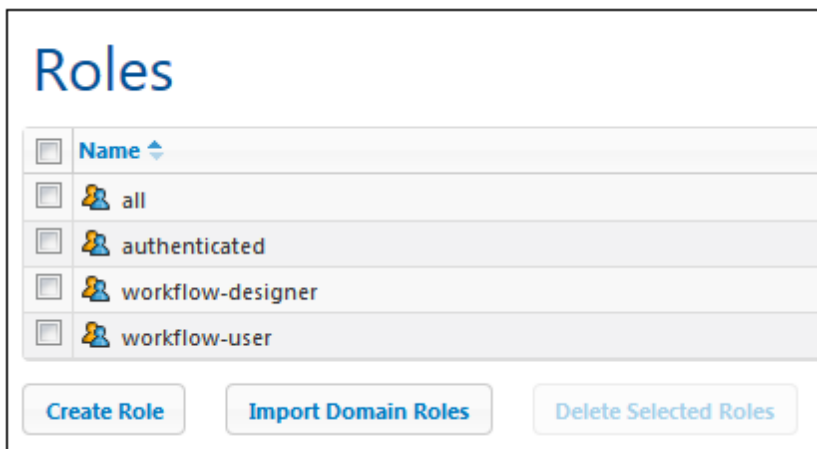 Roles
Name
all
authenticated
workflow-designer
workflow-user
Create Role Import Domain Roles Delete Selected Roles